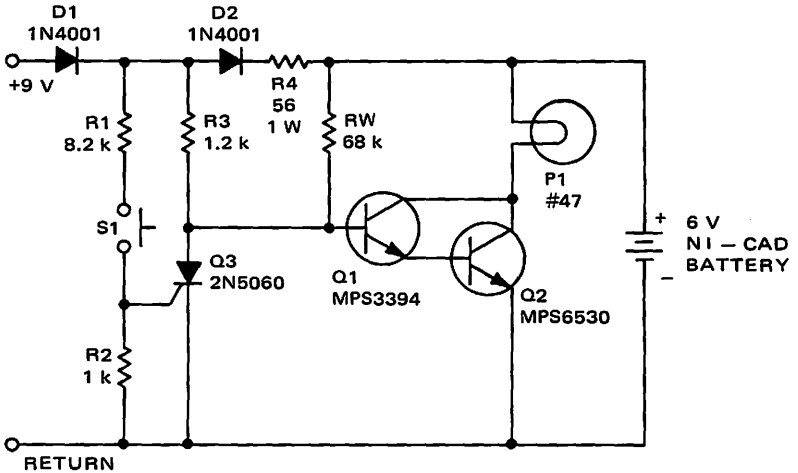 D1
1N4001
D2
1N4001
+9 V
R1
8.2 k
R3
1.2 k
R4
56
1 W
RW
68 k
P1
#47
S1
Q3
2N5060
Q1
MPS3394
Q2
MPS6530
+
6 V
NI – CAD
BATTERY
–
R2
1 k
RETURN